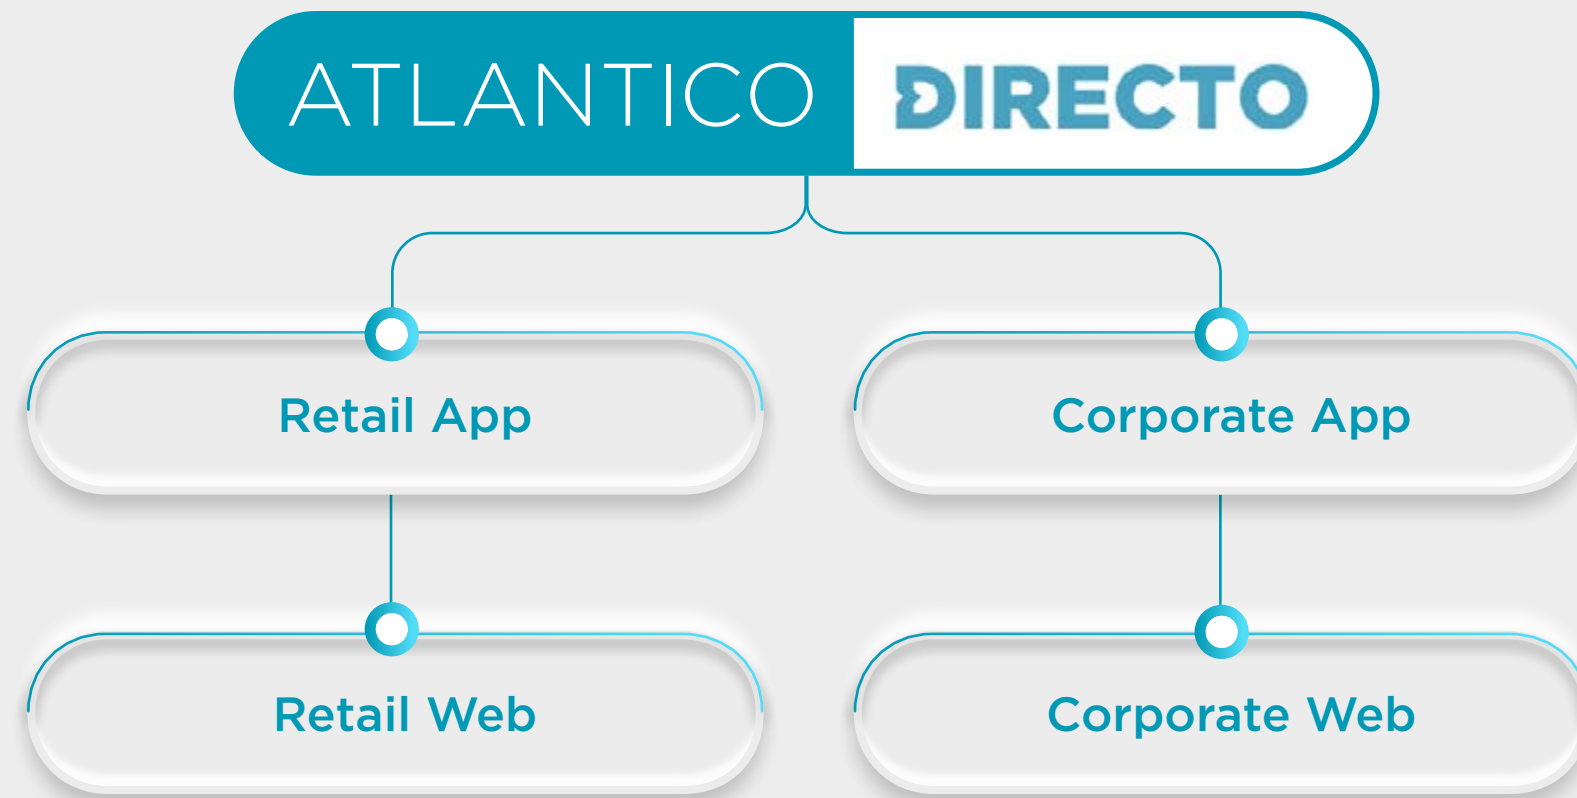 ATLANTICO DIRECTO
Retail App
Corporate App
Retail Web
Corporate Web